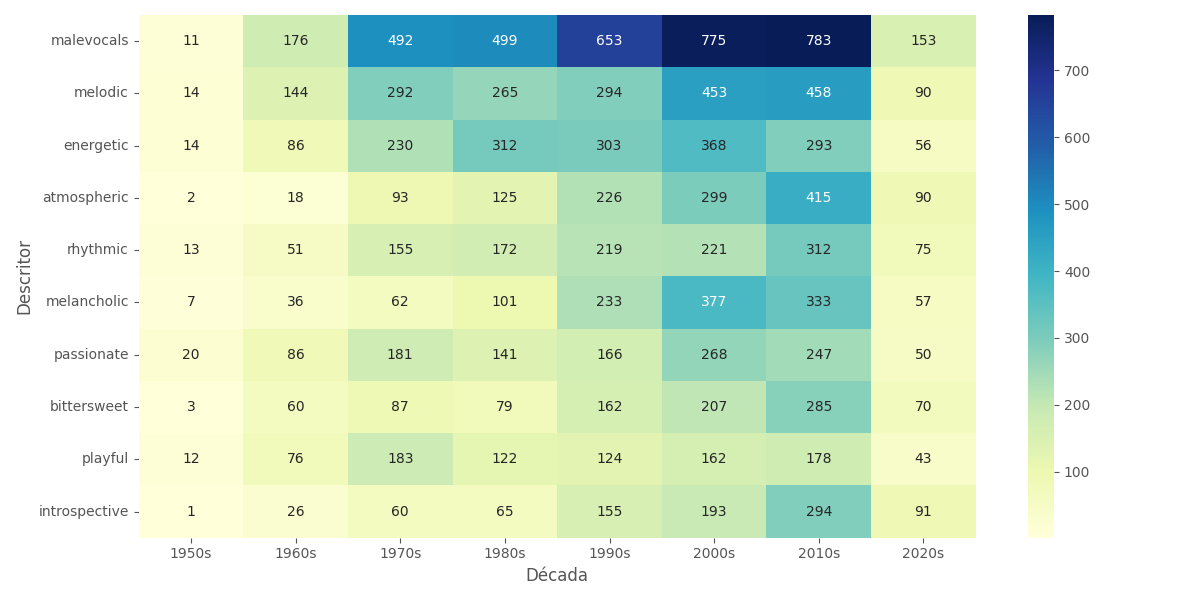 malevocals 11 176 492 499 653 775 783 153
melodic 14 144 292 265 294 453 458 90
energetic 14 86 230 312 303 368 293 56
atmospheric 2 18 93 125 226 299 415 90
rhythmic 13 51 155 172 219 221 312 75
melancholic 7 36 62 101 233 377 333 57
passionate 20 86 181 141 166 268 247 50
bittersweet 3 60 87 79 162 207 285 70
playful 12 76 183 122 124 162 178 43
introspective 1 26 60 65 155 193 294 91
1950s 1960s 1970s 1980s 1990s 2000s 2010s 2020s
Década
Descritor
700
600
500
400
300
200
100